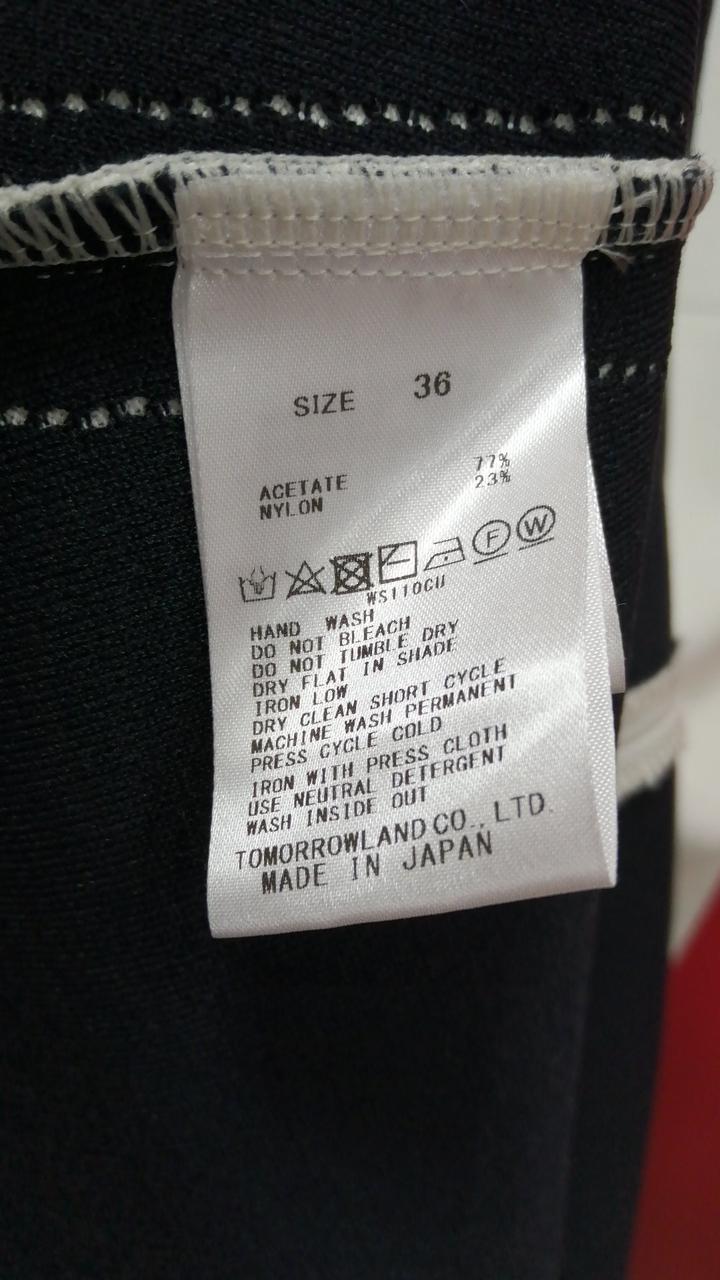 SIZE 36
ACETATE 77%
NYLON 23%
F W
WS110CU
HAND WASH
DO NOT BLEACH
DO NOT TUMBLE DRY
DRY FLAT IN SHADE
IRON LOW
DRY CLEAN SHORT CYCLE
MACHINE WASH PERMANENT
PRESS CYCLE COLD
IRON WITH PRESS CLOTH
USE NEUTRAL DETERGENT
WASH INSIDE OUT
TOMORROWLAND CO., LTD.
MADE IN JAPAN